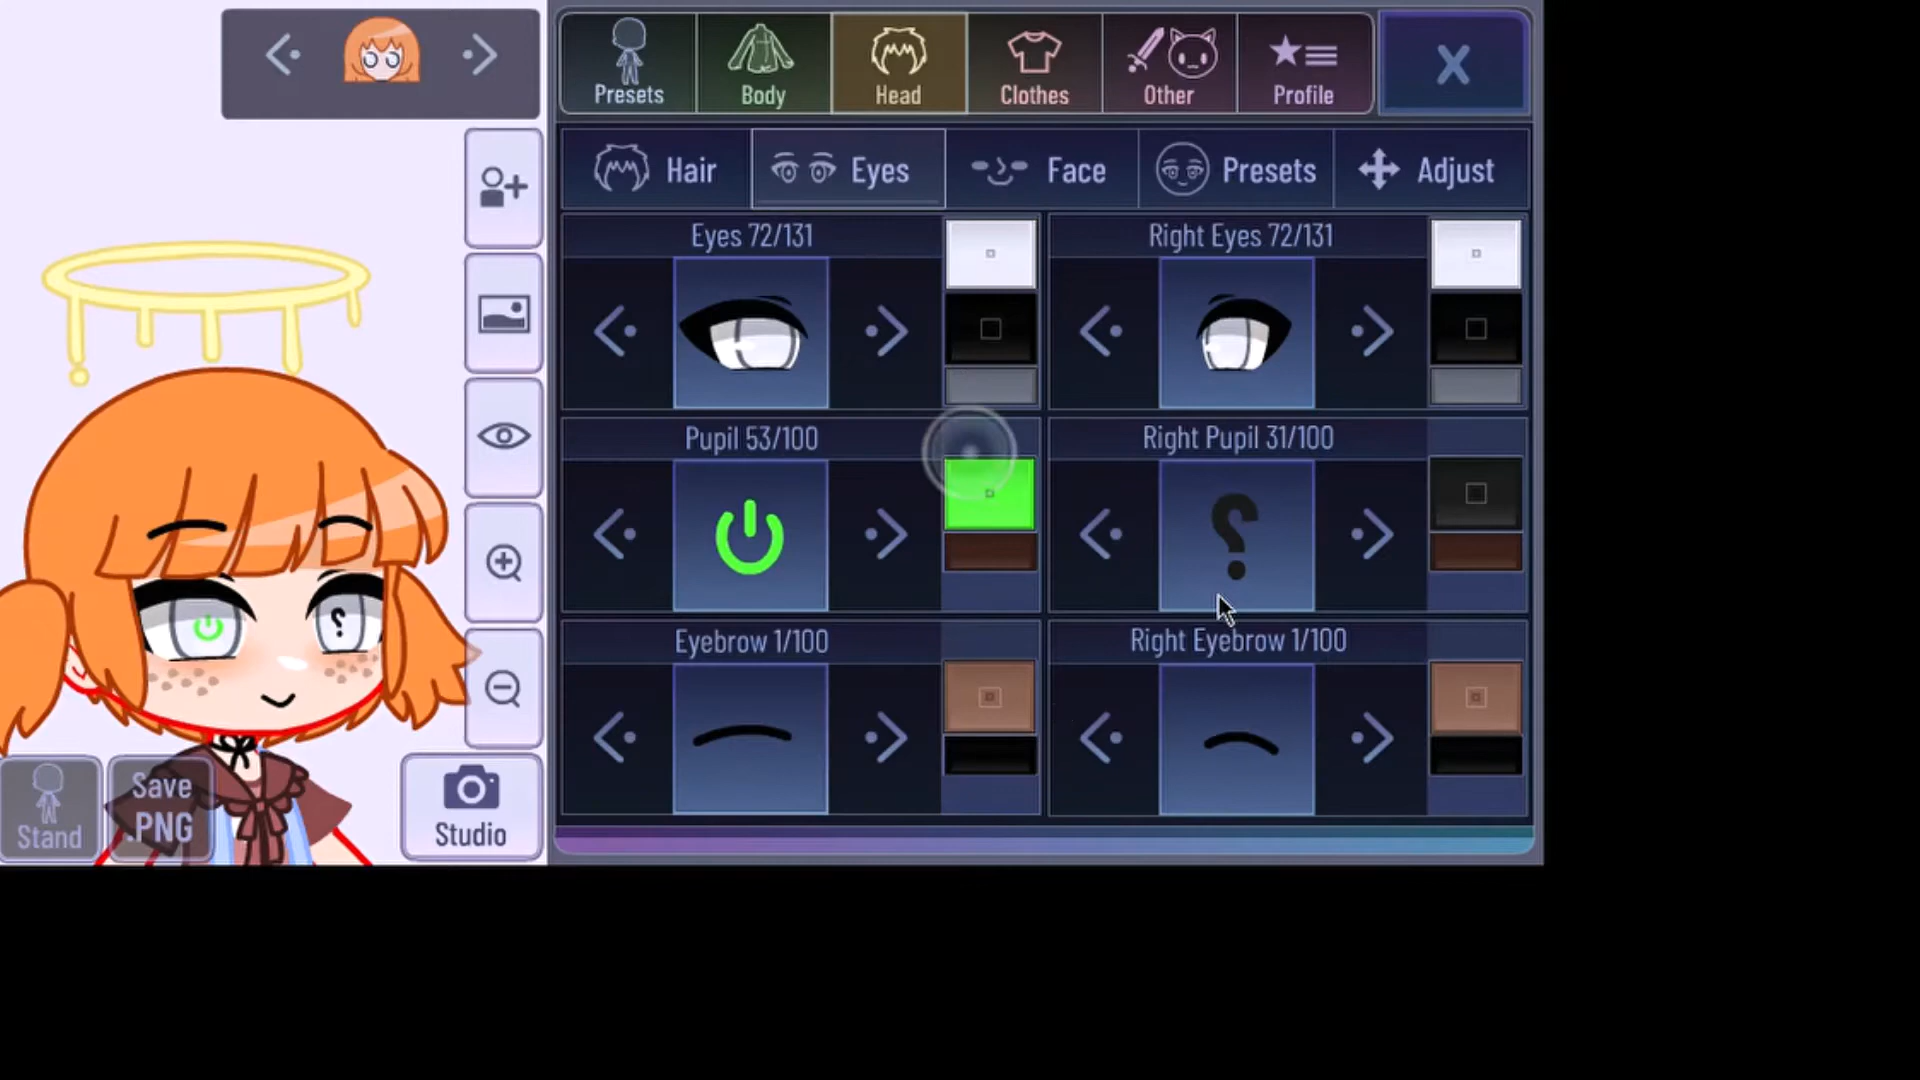 Presets
Body
Head
Clothes
Other
Profile
X
Hair
Eyes
Face
Presets
Adjust
Eyes 72/131
Right Eyes 72/131
Pupil 53/100
Right Pupil 31/100
Eyebrow 1/100
Right Eyebrow 1/100
Stand
Save
.PNG
Studio